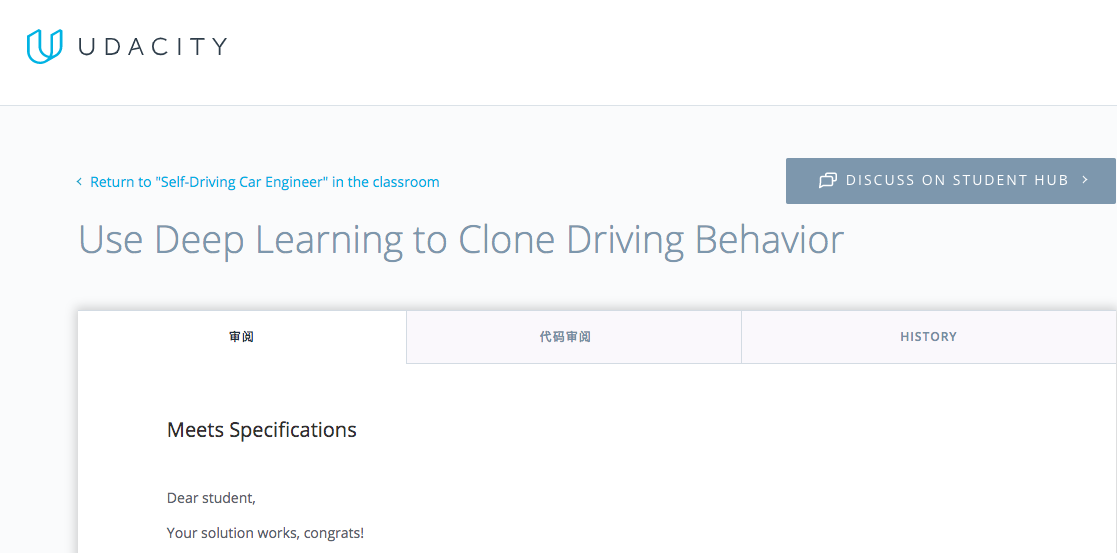 UDACITY
Return to "Self-Driving Car Engineer" in the classroom
DISCUSS ON STUDENT HUB
Use Deep Learning to Clone Driving Behavior
审阅
代码审阅
HISTORY
Meets Specifications
Dear student,
Your solution works, congrats!